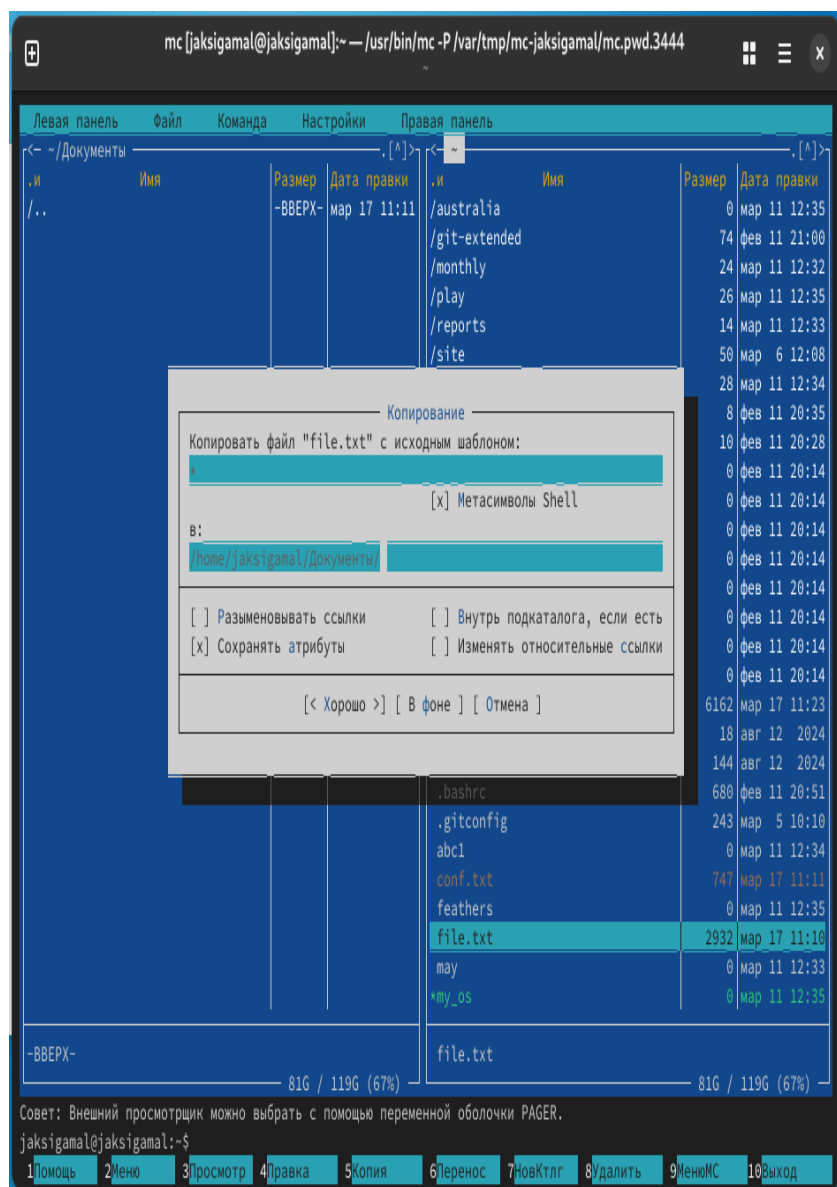 mc [jaksigamal@jaksigamal]:~ — /usr/bin/mc -P /var/tmp/mc-jaksigamal/mc.pwd.3444
~
Левая панель Файл Команда Настройки Правая панель
<— ~/Документы .[^]>
.и Имя Размер Дата правки
/.. -ВВЕРХ- мар 17 11:11
<— ~ .[^]>
.и Имя Размер Дата правки
/australia 0 мар 11 12:35
/git-extended 74 фев 11 21:00
/monthly 24 мар 11 12:32
/play 26 мар 11 12:35
/reports 14 мар 11 12:33
/site 50 мар 6 12:08
28 мар 11 12:34
8 фев 11 20:35
10 фев 11 20:28
0 фев 11 20:14
0 фев 11 20:14
0 фев 11 20:14
0 фев 11 20:14
0 фев 11 20:14
0 фев 11 20:14
0 фев 11 20:14
0 фев 11 20:14
6162 мар 17 11:23
18 авг 12 2024
144 авг 12 2024
.bashrc 680 фев 11 20:51
.gitconfig 243 мар 5 10:10
abc1 0 мар 11 12:34
conf.txt 747 мар 17 11:11
feathers 0 мар 11 12:35
file.txt 2932 мар 17 11:10
may 0 мар 11 12:33
*my_os 0 мар 11 12:35
Копирование
Копировать файл "file.txt" с исходным шаблоном:
*
[x] Метасимволы Shell
в:
/home/jaksigamal/Документы/
[ ] Разыменовывать ссылки [ ] Внутрь подкаталога, если есть
[x] Сохранять атрибуты [ ] Изменять относительные ссылки
[< Хорошо >] [ В фоне ] [ Отмена ]
-ВВЕРХ- file.txt
81G / 119G (67%) 81G / 119G (67%)
Совет: Внешний просмотрщик можно выбрать с помощью переменной оболочки PAGER.
jaksigamal@jaksigamal:~$
1Помощь 2Меню 3Просмотр 4Правка 5Копия 6Перенос 7НовКтлг 8Удалить 9МенюMC 10Выход